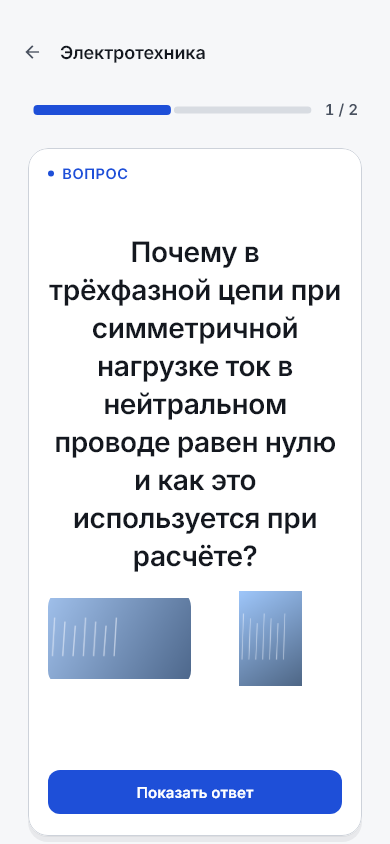 Электротехника
1 / 2
ВОПРОС
Почему в
трёхфазной цепи при
симметричной
нагрузке ток в
нейтральном
проводе равен нулю
и как это
используется при
расчёте?
Показать ответ